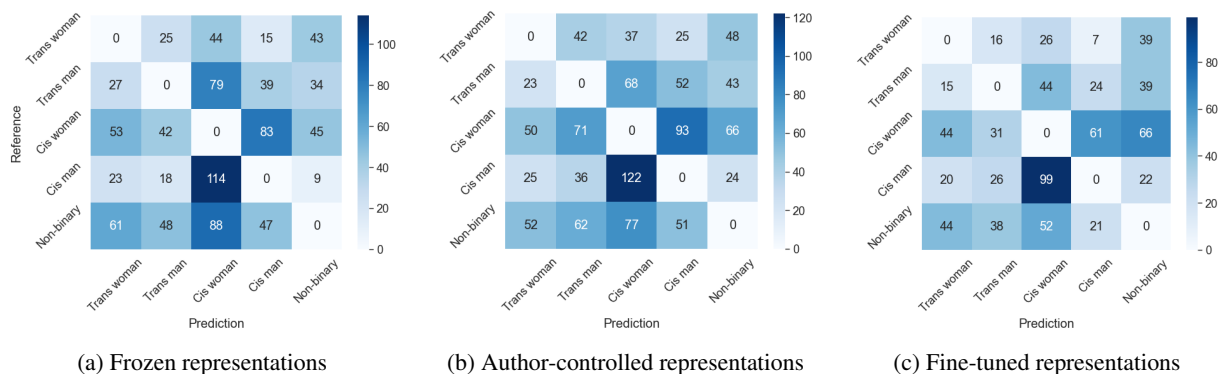 Reference
Trans woman 0 25 44 15 43
Trans man 27 0 79 39 34
Cis woman 53 42 0 83 45
Cis man 23 18 114 0 9
Non-binary 61 48 88 47 0
Trans woman Trans man Cis woman Cis man Non-binary
Prediction
100
80
60
40
20
0
(a) Frozen representations
Trans woman 0 42 37 25 48
Trans man 23 0 68 52 43
Cis woman 50 71 0 93 66
Cis man 25 36 122 0 24
Non-binary 52 62 77 51 0
Trans woman Trans man Cis woman Cis man Non-binary
Prediction
120
100
80
60
40
20
0
(b) Author-controlled representations
Trans woman 0 16 26 7 39
Trans man 15 0 44 24 39
Cis woman 44 31 0 61 66
Cis man 20 26 99 0 22
Non-binary 44 38 52 21 0
Trans woman Trans man Cis woman Cis man Non-binary
Prediction
80
60
40
20
0
(c) Fine-tuned representations